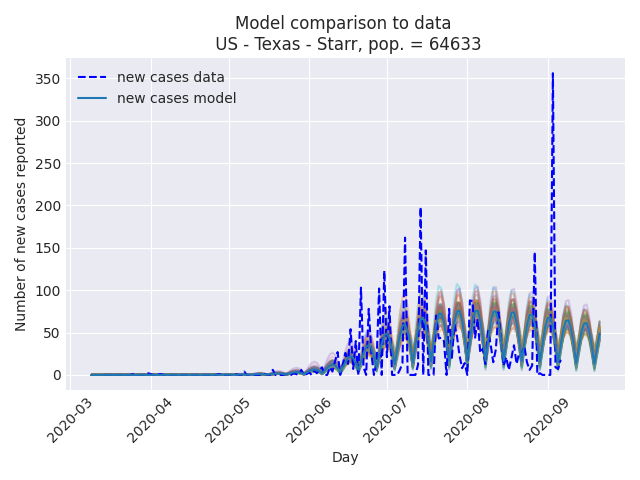 Model comparison to data
US - Texas - Starr, pop. = 64633
new cases data
new cases model
Number of new cases reported
350
300
250
200
150
100
50
0
2020-03
2020-04
2020-05
2020-06
2020-07
2020-08
2020-09
Day